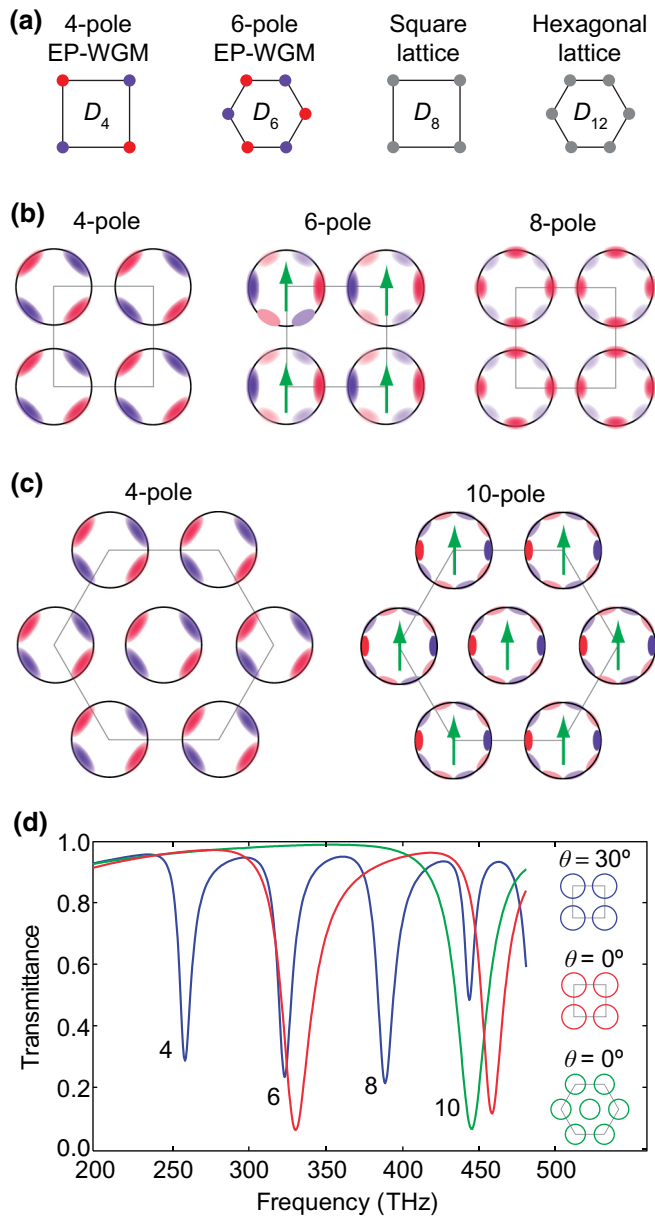 (a)
4-pole
EP-WGM
6-pole
EP-WGM
Square
lattice
Hexagonal
lattice
D4
D6
D8
D12
(b)
4-pole
6-pole
8-pole
(c)
4-pole
10-pole
(d)
1.0
0.8
0.6
0.4
0.2
0.0
Transmittance
4
6
8
10
θ = 30º
θ = 0º
θ = 0º
200
250
300
350
400
450
500
Frequency (THz)